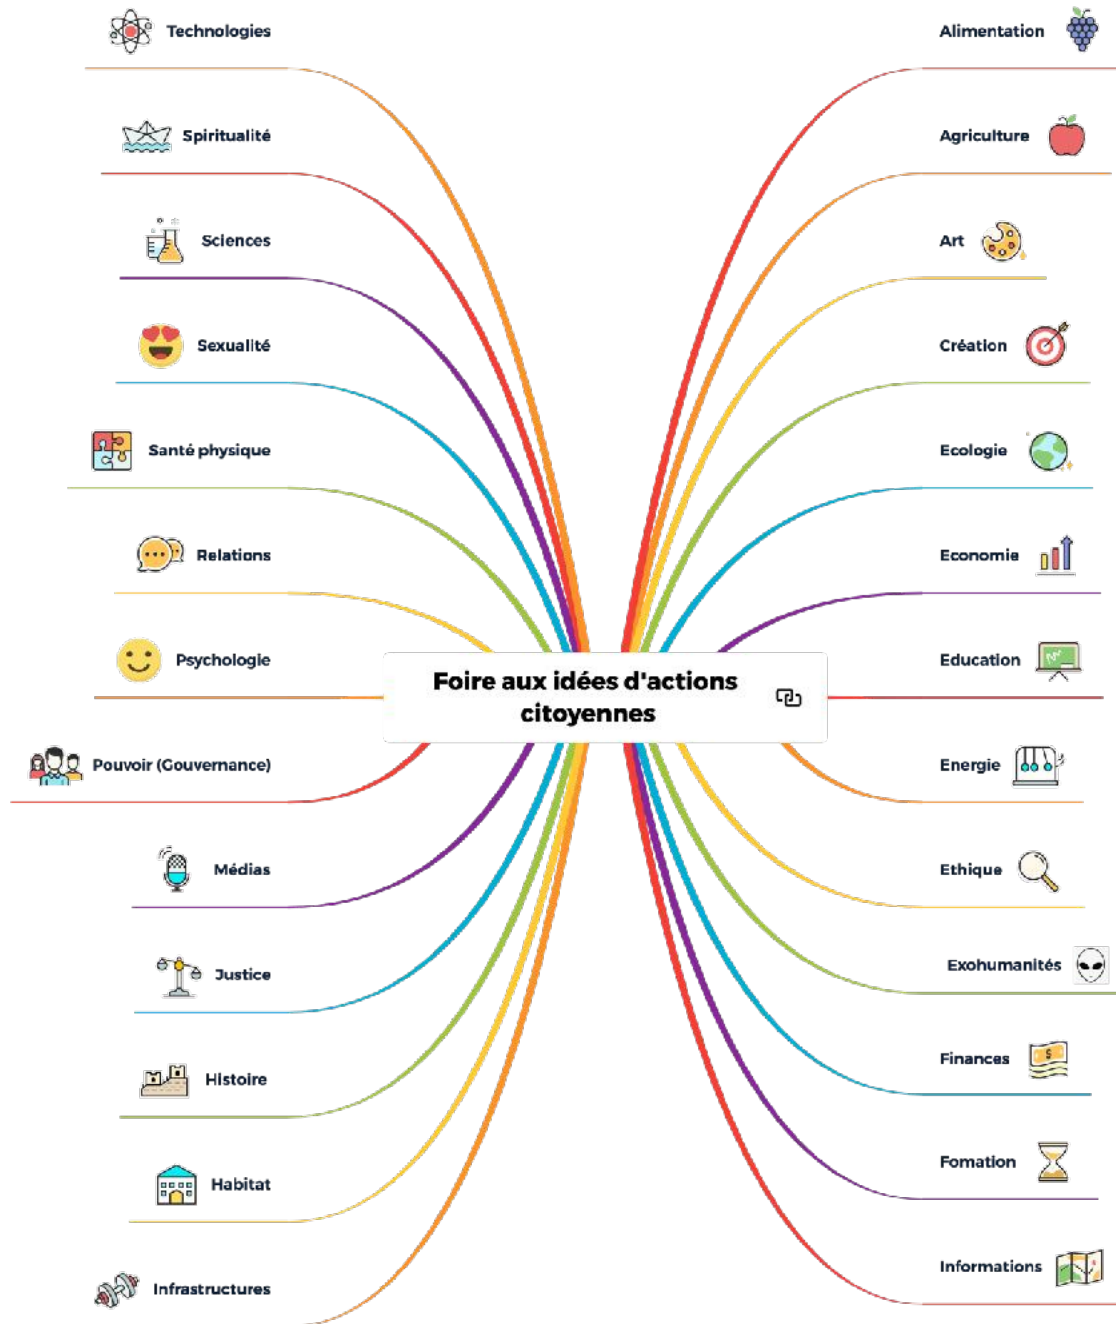 Technologies
Spiritualité
Sciences
Sexualité
Santé physique
Relations
Psychologie
Pouvoir (Gouvernance)
Médias
Justice
Histoire
Habitat
Infrastructures
Foire aux idées d'actions
citoyennes
Alimentation
Agriculture
Art
Création
Ecologie
Economie
Education
Energie
Ethique
Exohumanités
Finances
Fomation
Informations